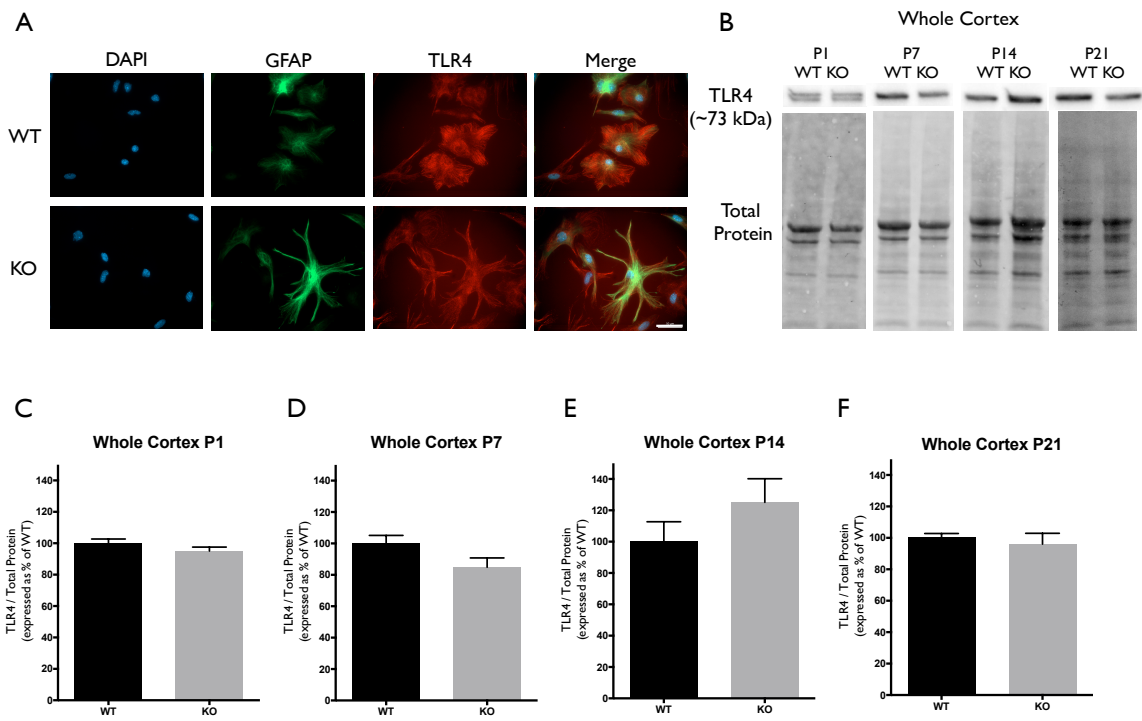 A
DAPI GFAP TLR4 Merge
WT
KO
B
Whole Cortex
P1 P7 P14 P21
WT KO WT KO WT KO WT KO
TLR4
(~73 kDa)
Total
Protein
C
Whole Cortex P1
TLR4 / Total Protein
(expressed as % of WT)
140
120
100
80
60
40
20
0
WT KO
D
Whole Cortex P7
TLR4 / Total Protein
(expressed as % of WT)
140
120
100
80
60
40
20
0
WT KO
E
Whole Cortex P14
TLR4 / Total Protein
(expressed as % of WT)
140
120
100
80
60
40
20
0
WT KO
F
Whole Cortex P21
TLR4 / Total Protein
(expressed as % of WT)
140
120
100
80
60
40
20
0
WT KO